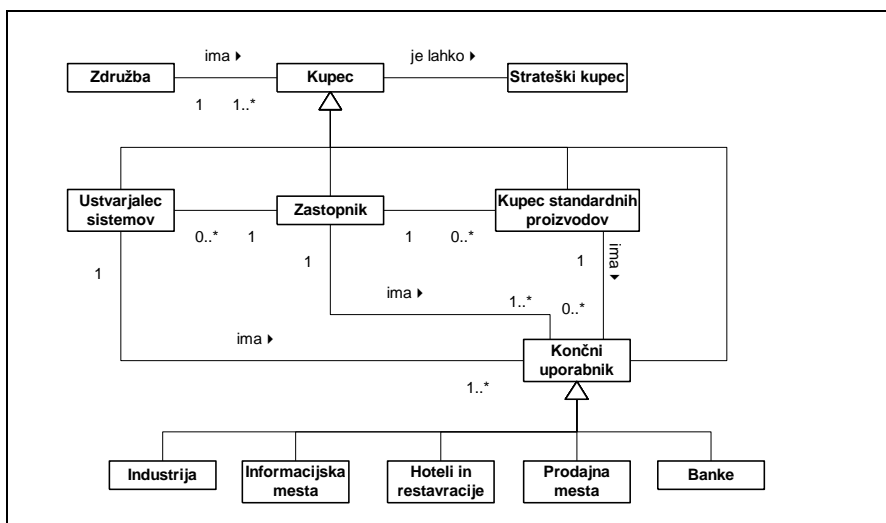 ima ▸
je lahko ▸
Združba
Kupec
Strateški kupec
1
1..*
Ustvarjalec
sistemov
Zastopnik
Kupec standardnih
proizvodov
0..*
1
1
0..*
1
1
1
ima ▸
ima ▸
1..*
0..*
ima ▸
Končni
uporabnik
1..*
Industrija
Informacijska
mesta
Hoteli in
restavracije
Prodajna
mesta
Banke